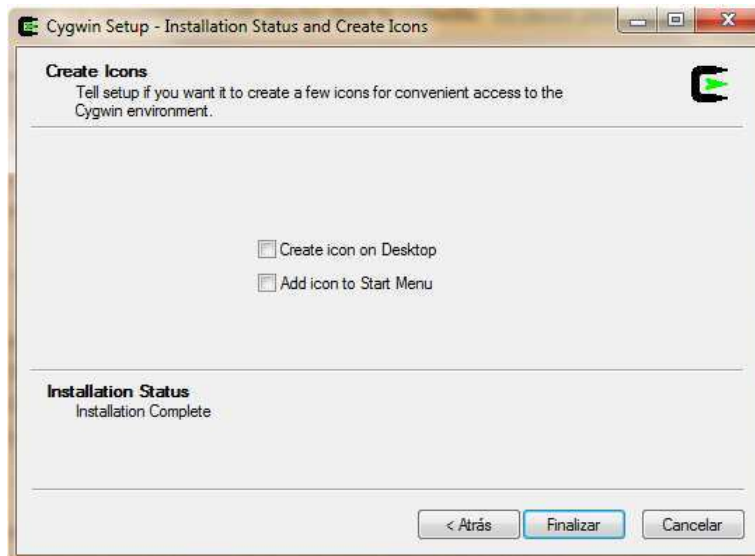 Cygwin Setup - Installation Status and Create Icons
Create Icons
Tell setup if you want it to create a few icons for convenient access to the
Cygwin environment.
Create icon on Desktop
Add icon to Start Menu
Installation Status
Installation Complete
< Atrás
Finalizar
Cancelar